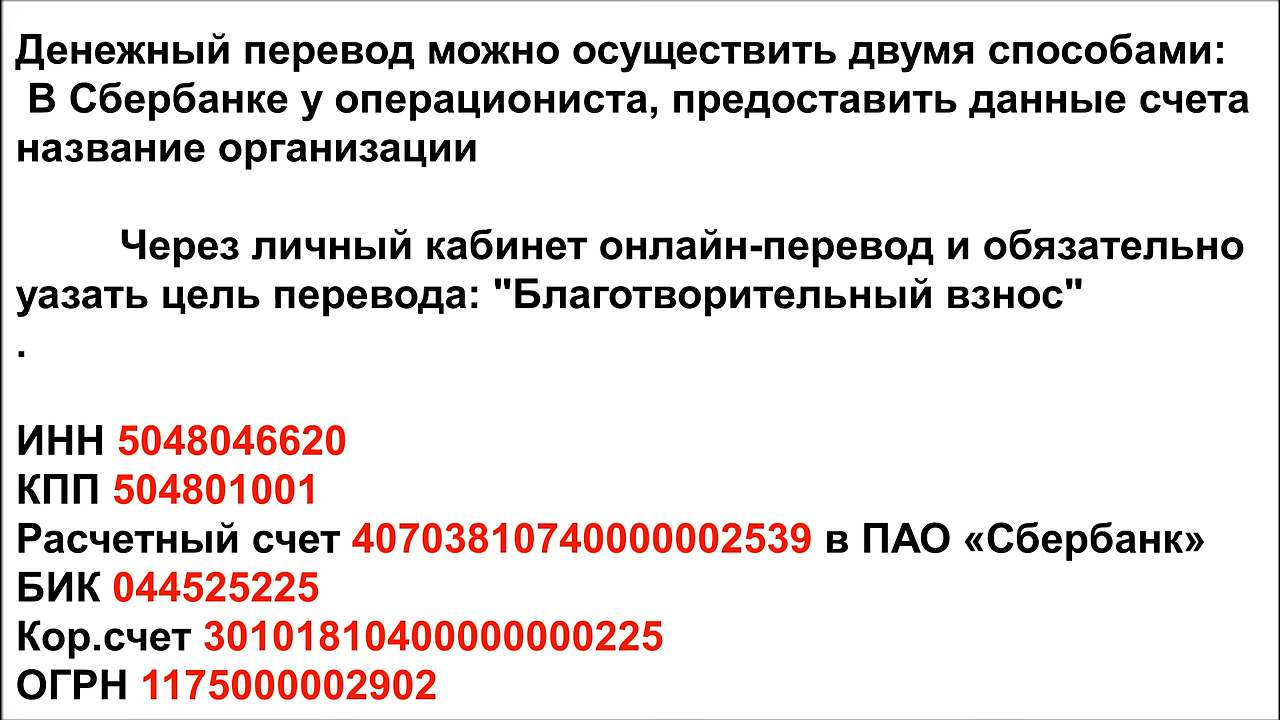 Денежный перевод можно осуществить двумя способами:
В Сбербанке у операциониста, предоставить данные счета
название организации
Через личный кабинет онлайн-перевод и обязательно
уазать цель перевода: "Благотворительный взнос"
.
ИНН 5048046620
КПП 504801001
Расчетный счет 40703810740000002539 в ПАО «Сбербанк»
БИК 044525225
Кор.счет 30101810400000000225
ОГРН 1175000002902